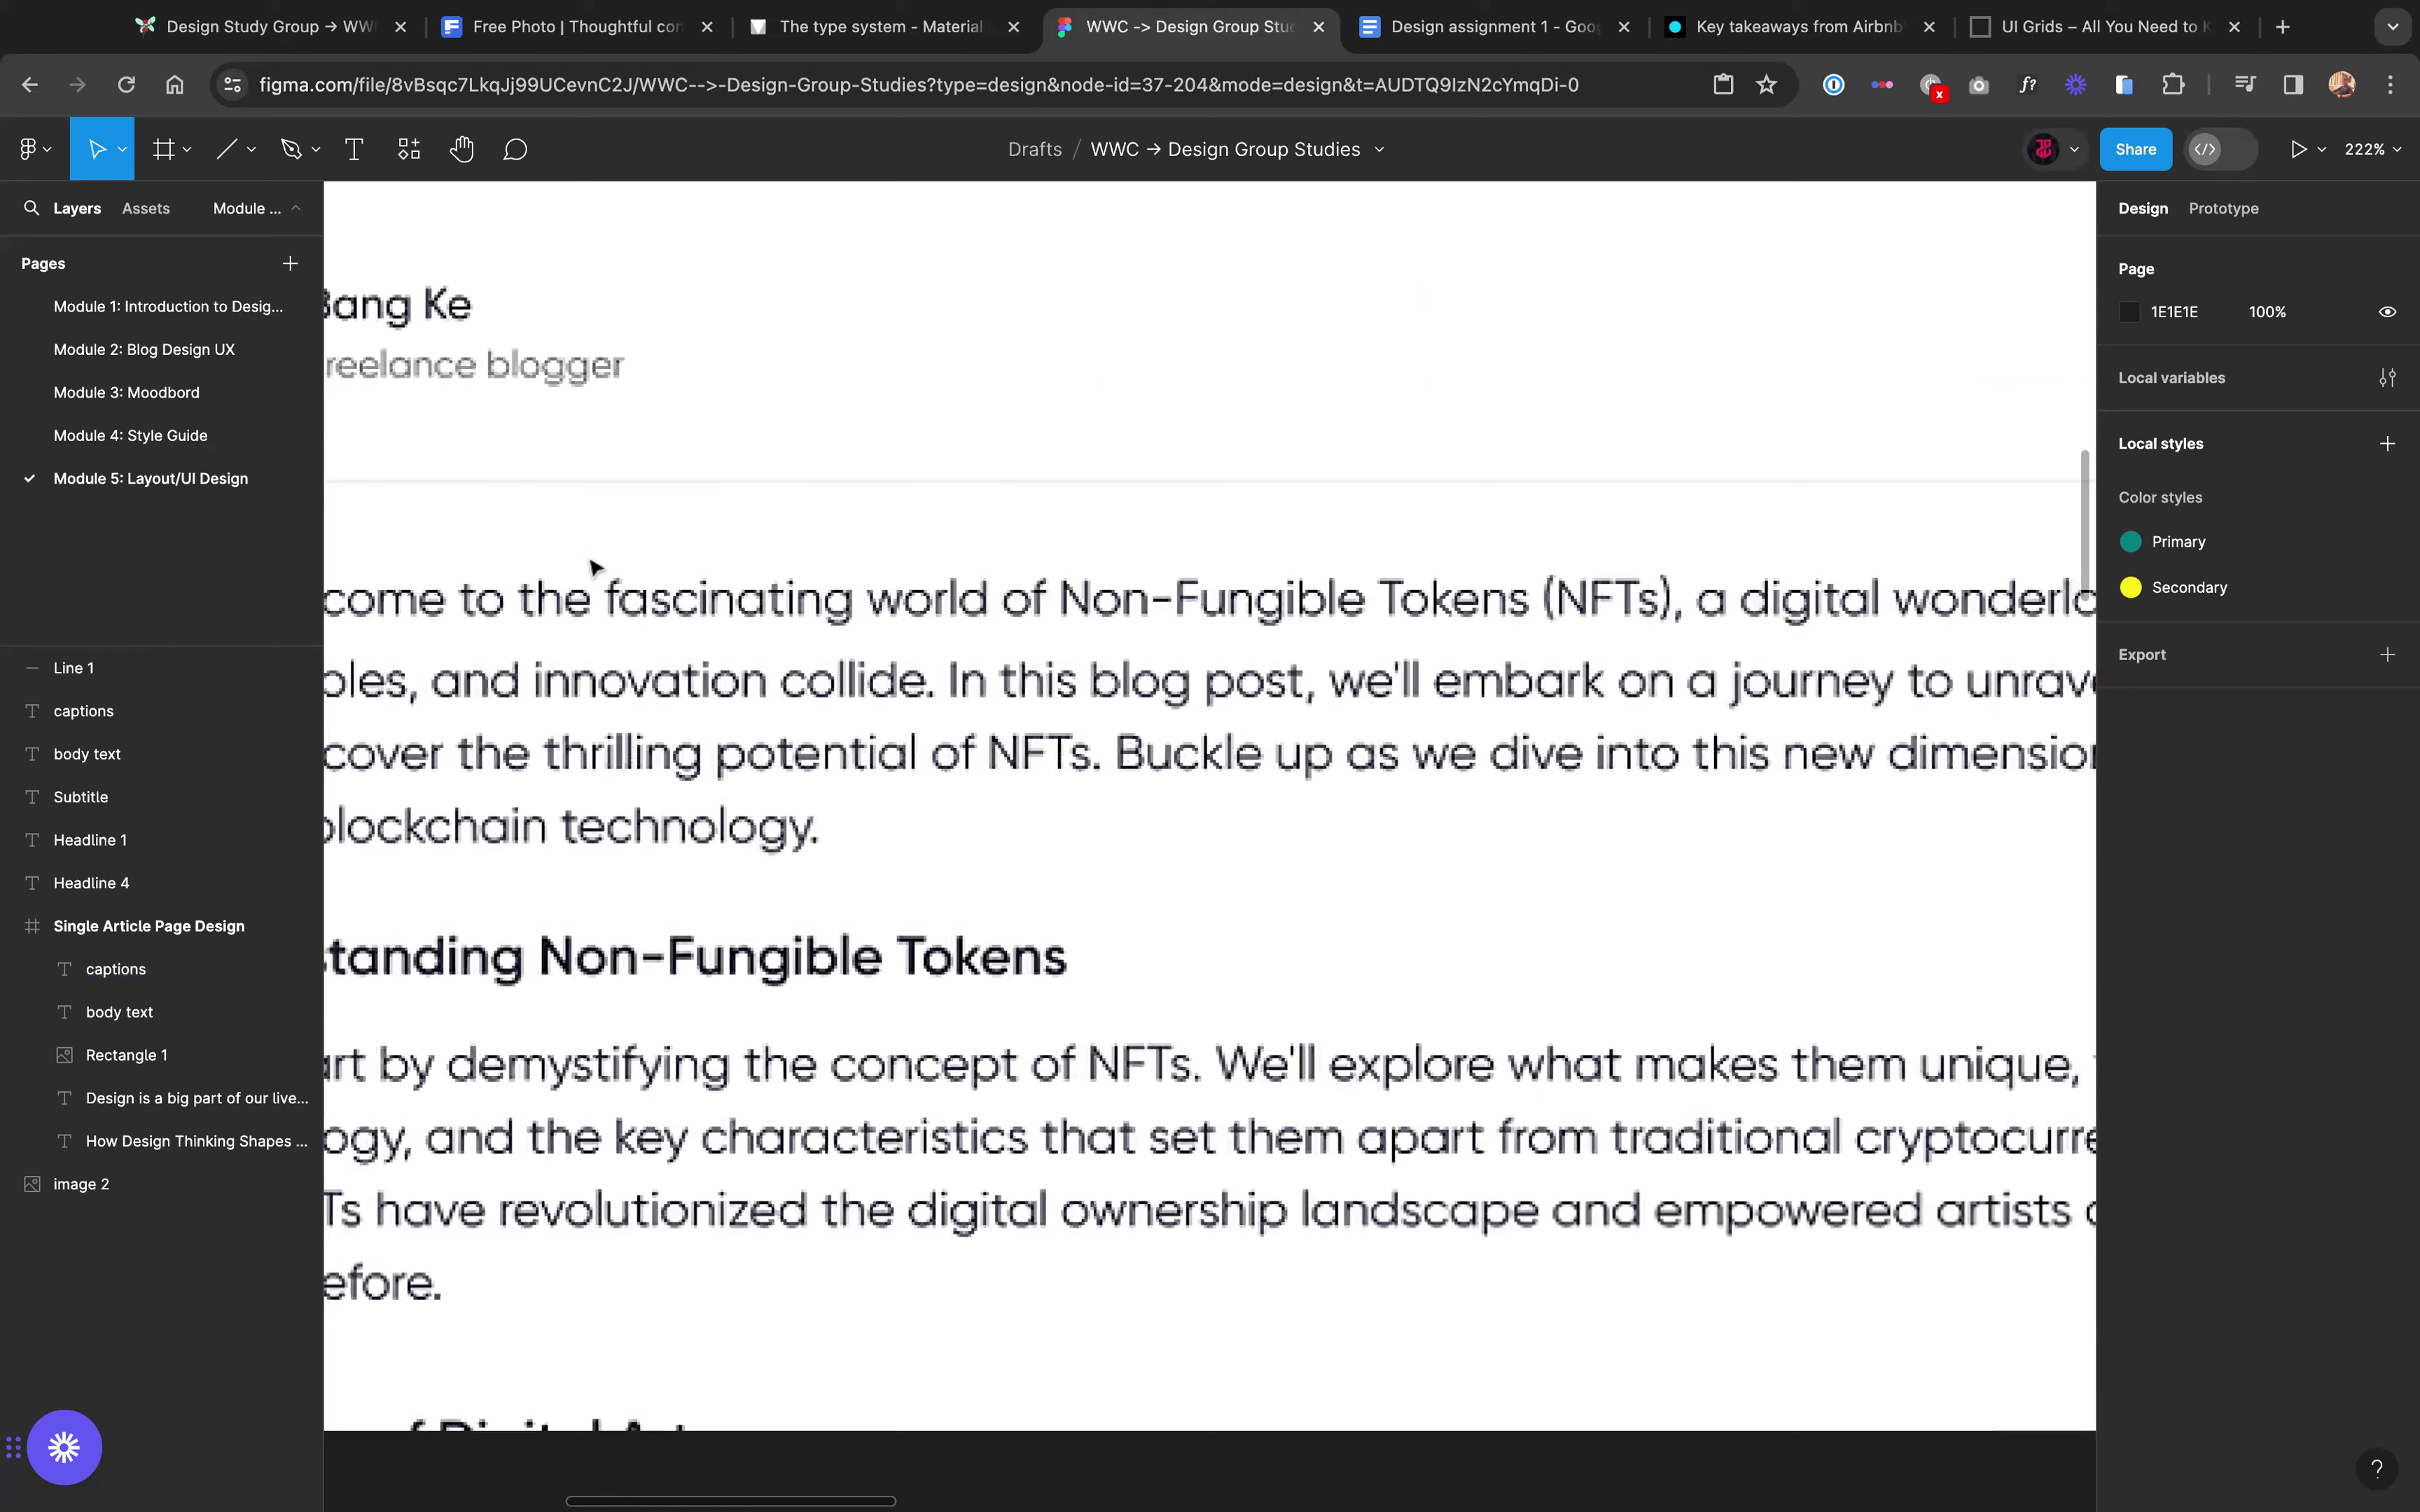 Design Study Group → WW
Free Photo | Thoughtful con
The type system - Material
WWC -> Design Group Stu
Design assignment 1 - Goo
Key takeaways from Airbnb
UI Grids – All You Need to K
figma.com/file/8vBsqc7LkqJj99UCevnC2J/WWC-->-Design-Group-Studies?type=design&node-id=37-204&mode=design&t=AUDTQ9IzN2cYmqDi-0
Drafts / WWC → Design Group Studies
Share
222%
Layers
Assets
Module ...
Pages
Module 1: Introduction to Desig...
Module 2: Blog Design UX
Module 3: Moodbord
Module 4: Style Guide
Module 5: Layout/UI Design
Line 1
captions
body text
Subtitle
Headline 1
Headline 4
Single Article Page Design
captions
body text
Rectangle 1
Design is a big part of our live...
How Design Thinking Shapes ...
image 2
Bang Ke
reelance blogger
come to the fascinating world of Non-Fungible Tokens (NFTs), a digital wonderla
oles, and innovation collide. In this blog post, we'll embark on a journey to unrave
cover the thrilling potential of NFTs. Buckle up as we dive into this new dimension
blockchain technology.
standing Non-Fungible Tokens
art by demystifying the concept of NFTs. We'll explore what makes them unique,
ogy, and the key characteristics that set them apart from traditional cryptocurre
Ts have revolutionized the digital ownership landscape and empowered artists
efore.
of Digital Art
Design
Prototype
Page
1E1E1E
100%
Local variables
Local styles
Color styles
Primary
Secondary
Export
?